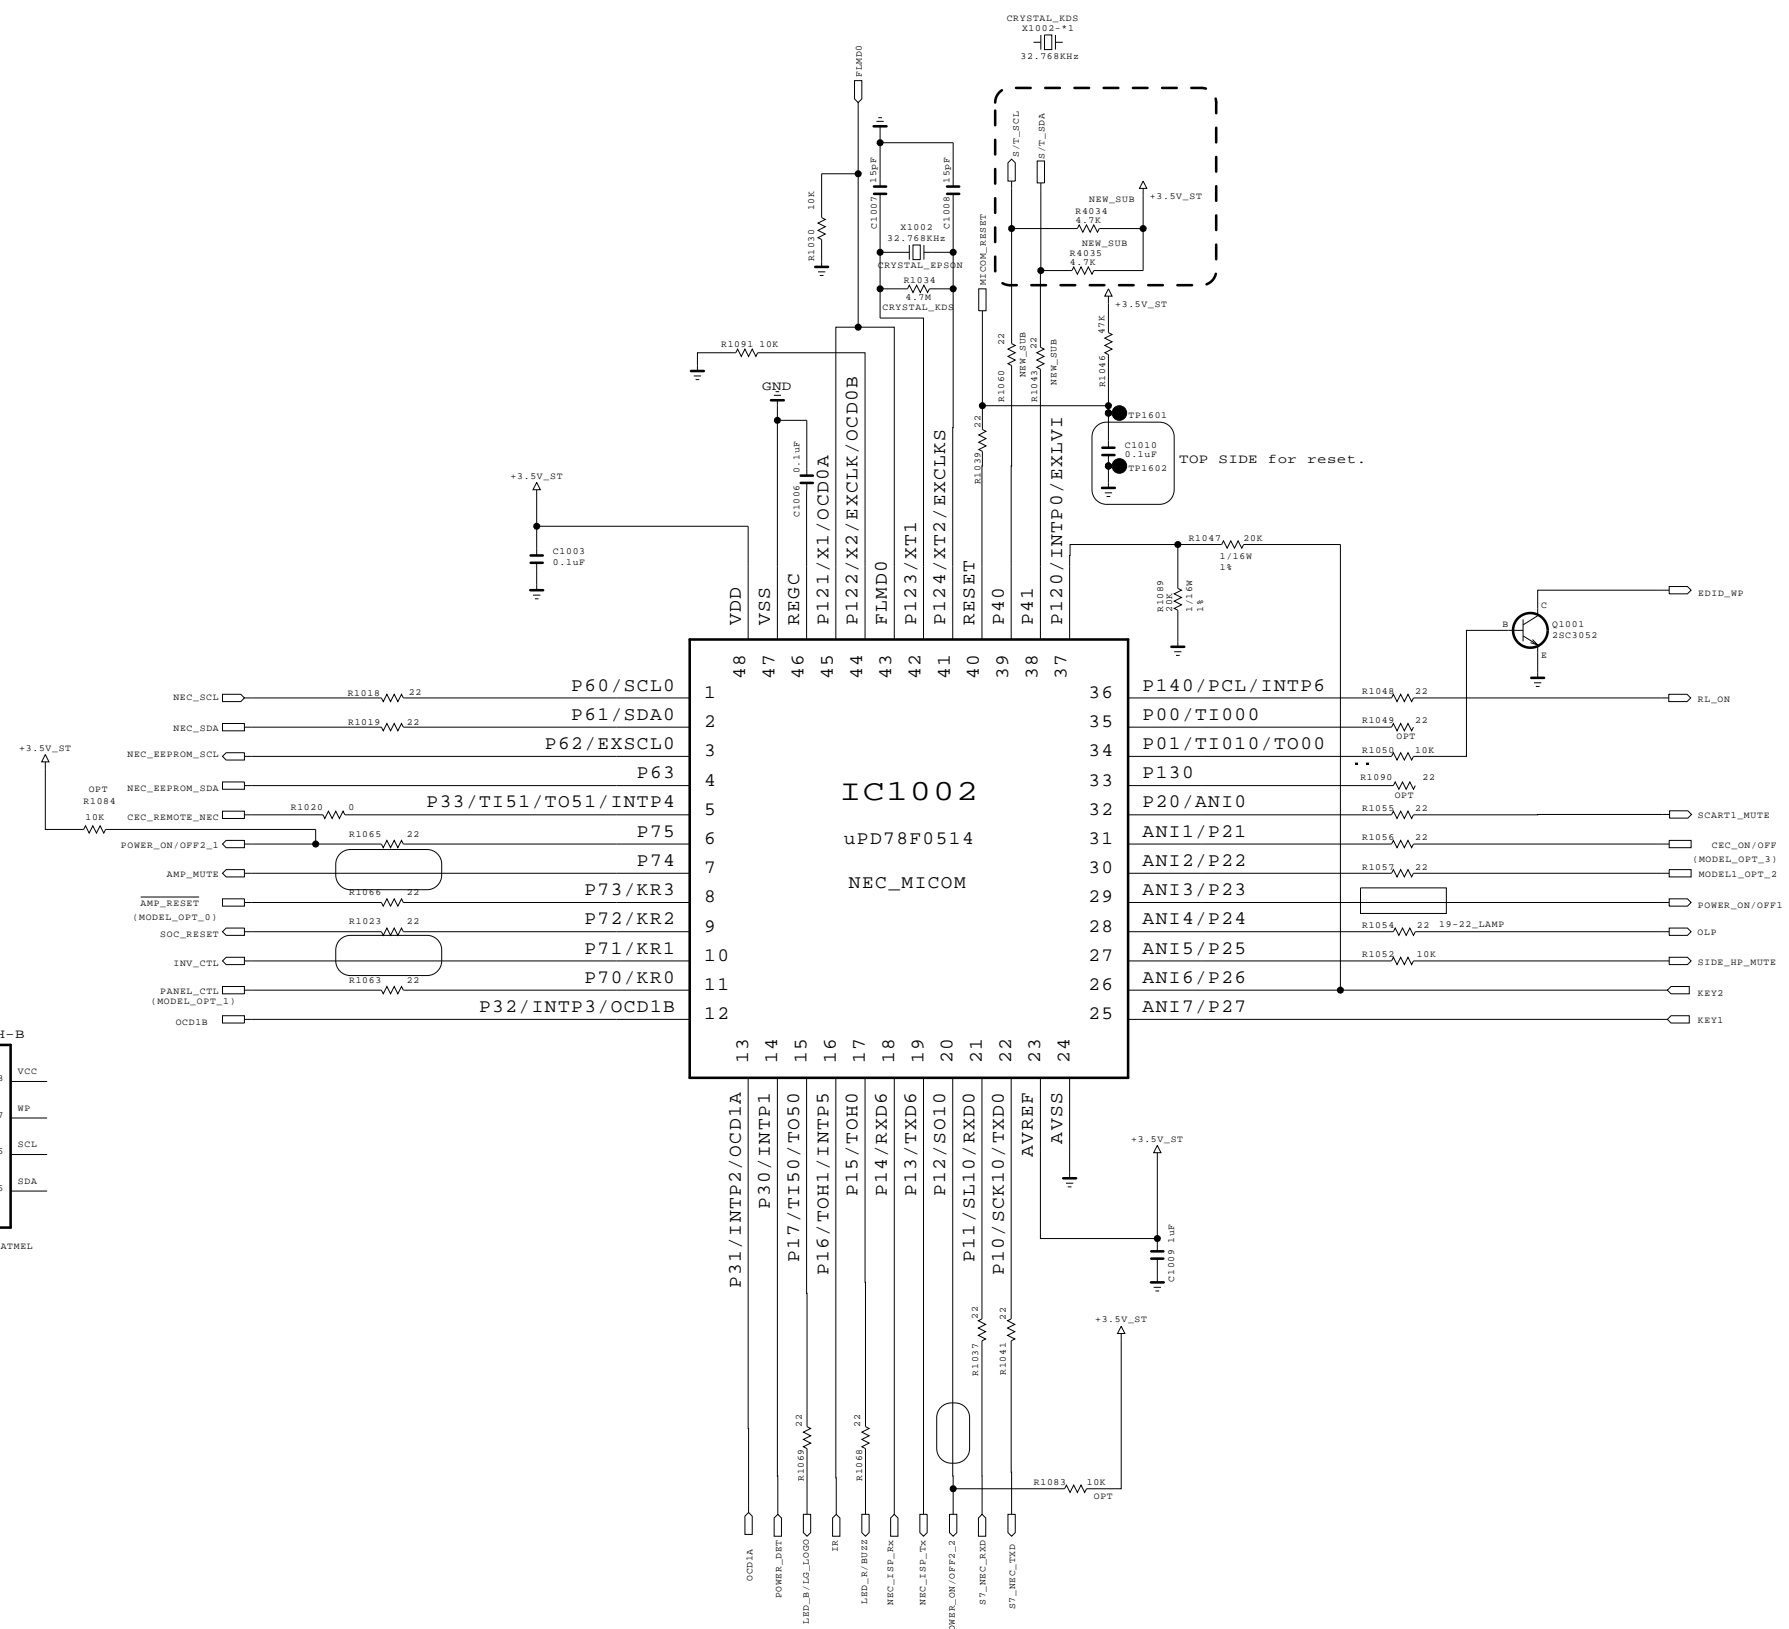 CRYSTAL_KDS
X1002-*1
32.768KHz
FLMD0
S/T_SCL
S/T_SDA
+3.5V_ST
NEW_SUB
R4034
4.7K
NEW_SUB
R4035
4.7K
15pF
C1007
15pF
C1008
10K
R1030
X1002
32.768KHz
CRYSTAL_EPSON
R1034
4.7M
CRYSTAL_KDS
MICOM_RESET
+3.5V_ST
47K
R1046
22
NEW_SUB
R1060
22
NEW_SUB
R1043
R1091 10K
GND
TP1601
C1010
0.1uF
TP1602
TOP SIDE for reset.
22
R1039
C1006 0.1uF
+3.5V_ST
C1003
0.1uF
R1047 20K
1/16W
1%
R1089
20K
1/16W
1%
EDID_WP
C
B
E
Q1001
2SC3052
VDD
VSS
REGC
P121/X1/OCD0A
P122/X2/EXCLK/OCD0B
FLMD0
P123/XT1
P124/XT2/EXCLKS
RESET
P40
P41
P120/INTP0/EXLVI
48
47
46
45
44
43
42
41
40
39
38
37
NEC_SCL R1018 22 P60/SCL0 1
NEC_SDA R1019 22 P61/SDA0 2
NEC_EEPROM_SCL P62/EXSCL0 3
NEC_EEPROM_SDA P63 4
CEC_REMOTE_NEC R1020 0 P33/TI51/TO51/INTP4 5
POWER_ON/OFF2_1 R1065 22 P75 6
AMP_MUTE P74 7
AMP_RESET R1066 22 P73/KR3 8
(MODEL_OPT_0)
SOC_RESET R1023 22 P72/KR2 9
INV_CTL P71/KR1 10
PANEL_CTL R1063 22 P70/KR0 11
(MODEL_OPT_1)
OCD1B P32/INTP3/OCD1B 12
+3.5V_ST
OPT
R1084
10K
IC1002
uPD78F0514
NEC_MICOM
36 P140/PCL/INTP6 R1048 22 RL_ON
35 P00/TI000 R1049 22
OPT
34 P01/TI010/TO00 R1050 10K
33 P130 R1090 22
OPT
32 P20/ANI0 R1055 22 SCART1_MUTE
31 ANI1/P21 R1056 22 CEC_ON/OFF
(MODEL_OPT_3)
30 ANI2/P22 R1057 22 MODEL1_OPT_2
29 ANI3/P23 POWER_ON/OFF1
28 ANI4/P24 R1054 22 19-22_LAMP OLP
27 ANI5/P25 R1052 10K SIDE_HP_MUTE
26 ANI6/P26 KEY2
25 ANI7/P27 KEY1
13
14
15
16
17
18
19
20
21
22
23
24
P31/INTP2/OCD1A
P30/INTP1
P17/TI50/TO50
P16/TOH1/INTP5
P15/TOH0
P14/RXD6
P13/TXD6
P12/SO10
P11/SL10/RXD0
P10/SCK10/TXD0
AVREF
AVSS
H-B
VCC
WP
SCL
SDA
ATMEL
+3.5V_ST
C1009 1uF
22
R1037
22
R1041
+3.5V_ST
22
R1069
22
R1068
R1083 10K
OPT
OCD1A
POWER_DET
LED_B/LG_LOGO
IR
LED_R/BUZZ
NEC_ISP_Rx
NEC_ISP_Tx
OWER_ON/OFF2_2
S7_NEC_RXD
S7_NEC_TXD